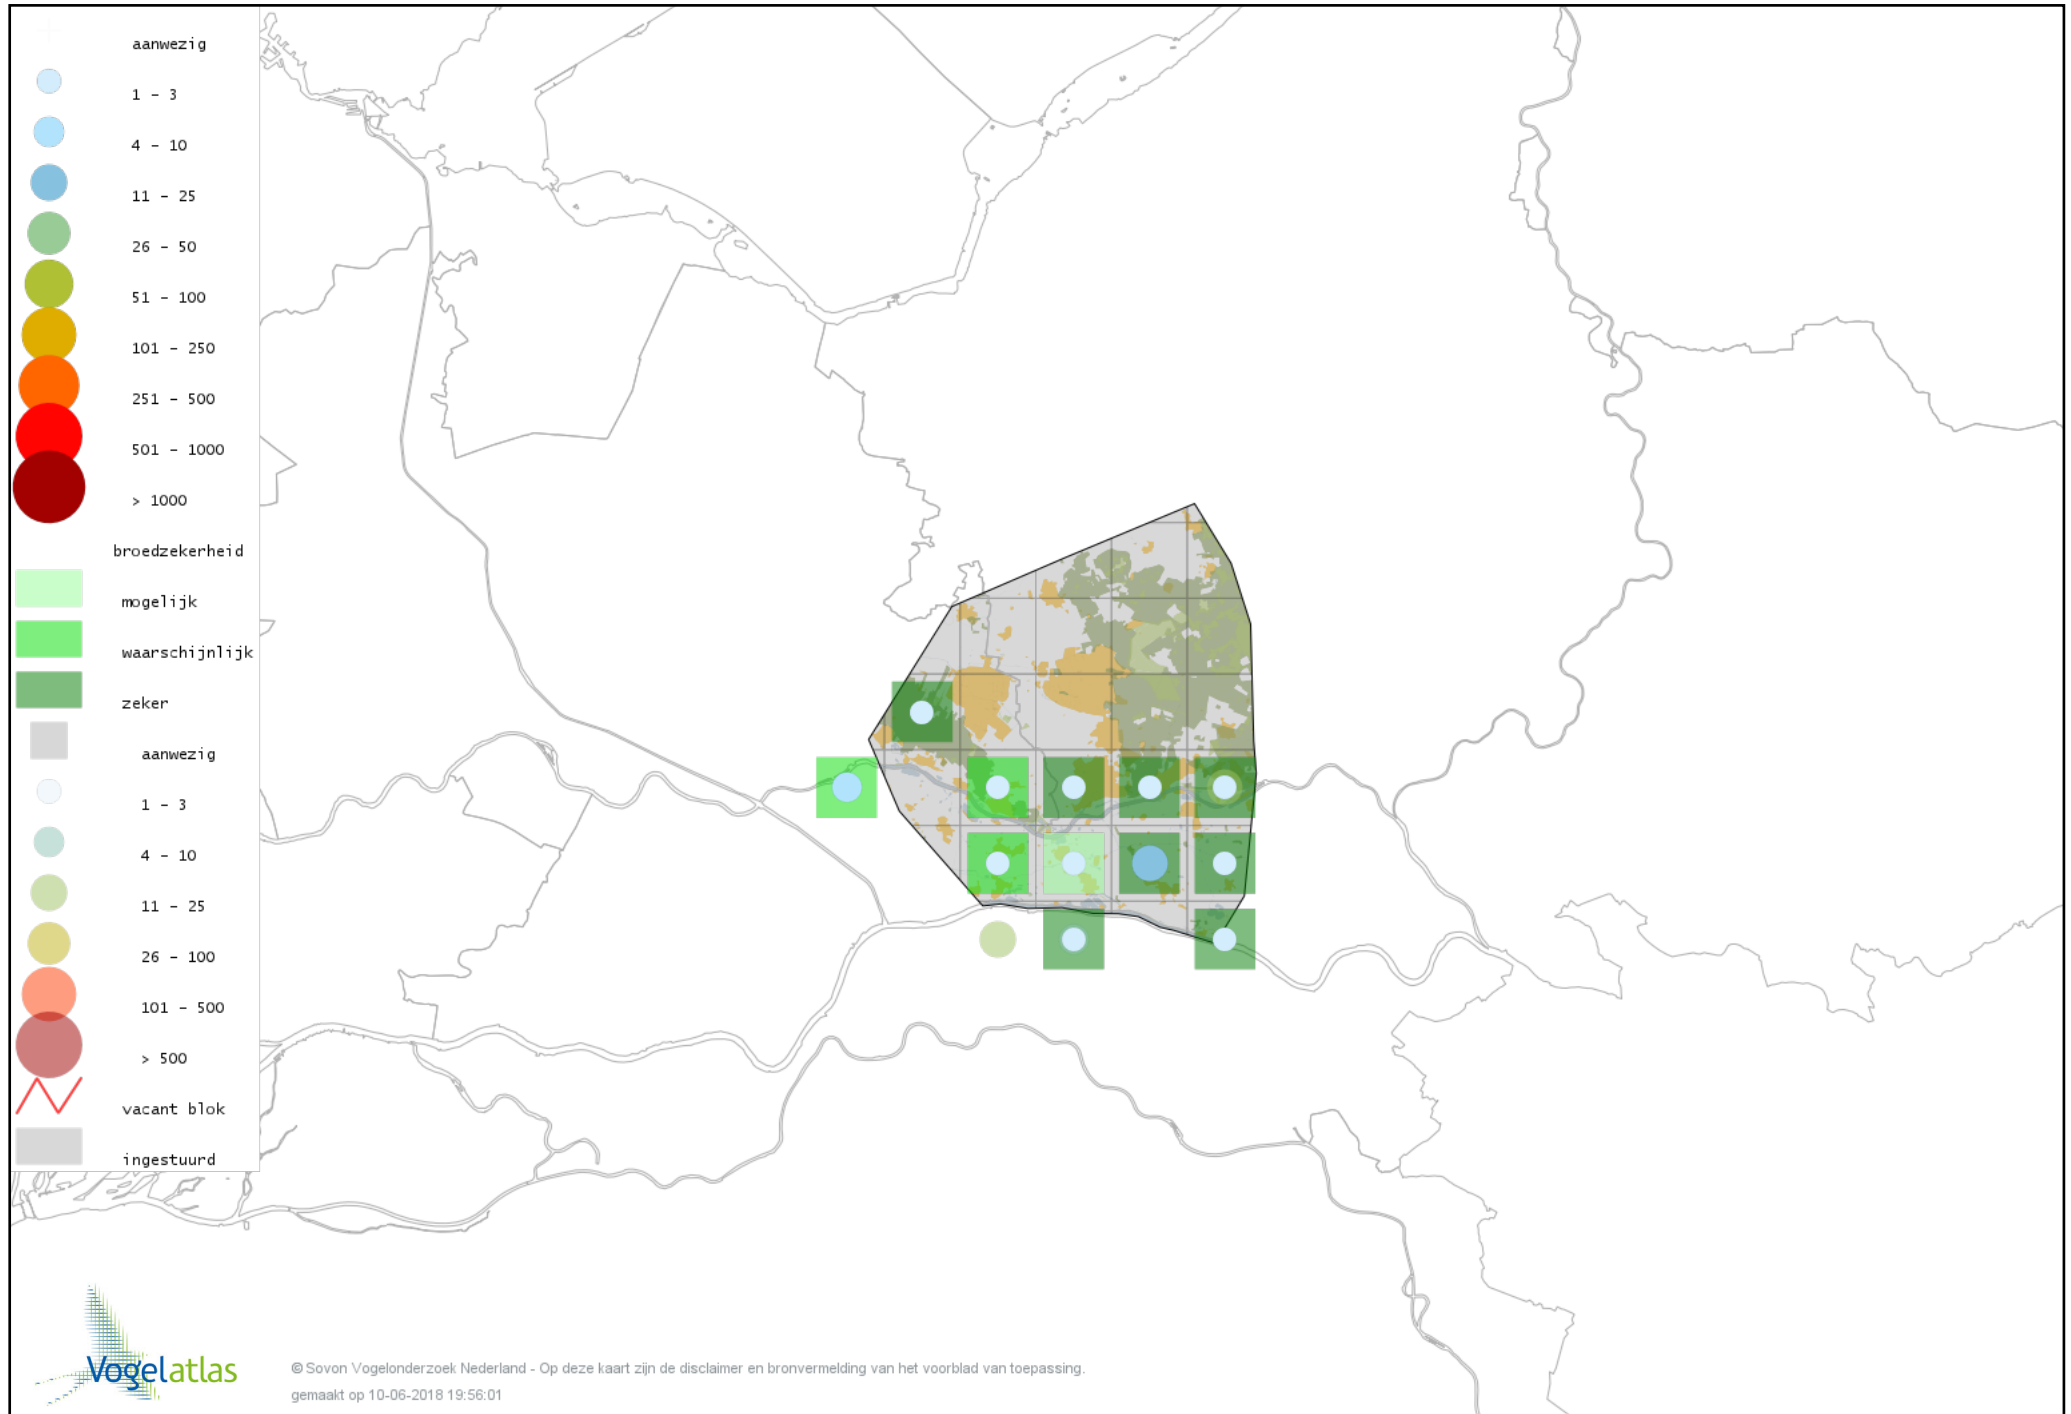 aanwezig
1 - 3
4 - 10
11 - 25
26 - 50
51 - 100
101 - 250
251 - 500
501 - 1000
> 1000
broedzekerheid
mogelijk
waarschijnlijk
zeker
aanwezig
1 - 3
4 - 10
11 - 25
26 - 100
101 - 500
> 500
vacant blok
ingestuurd
Vogelatlas
© Sovon Vogelonderzoek Nederland - Op deze kaart zijn de disclaimer en bronvermelding van het voorblad van toepassing.
gemaakt op 10-06-2018 19:56:01